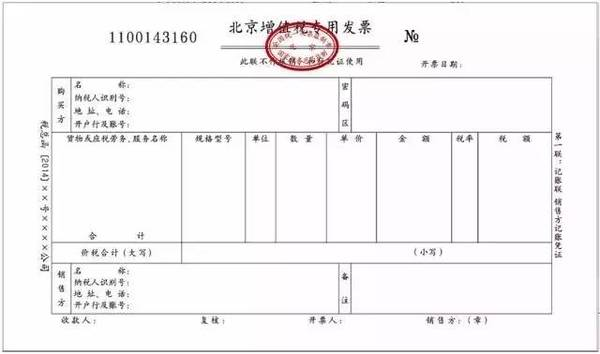 北京增值税专用发票
1100143160
№
此联不作报销、扣税凭证使用
开票日期:
购买方
名 称:
纳税人识别号:
地 址、电 话:
开户行及账号:
密码区
货物或应税劳务、服务名称 规格型号 单位 数 量 单 价 金 额 税率 税 额
合 计
价税合计(大写) (小写)
销售方
名 称:
纳税人识别号:
地 址、电 话:
开户行及账号:
备注
收款人: 复核: 开票人: 销售方:(章)
税总函 [2014] ××号××××公司
第一联:记账联 销售方记账凭证